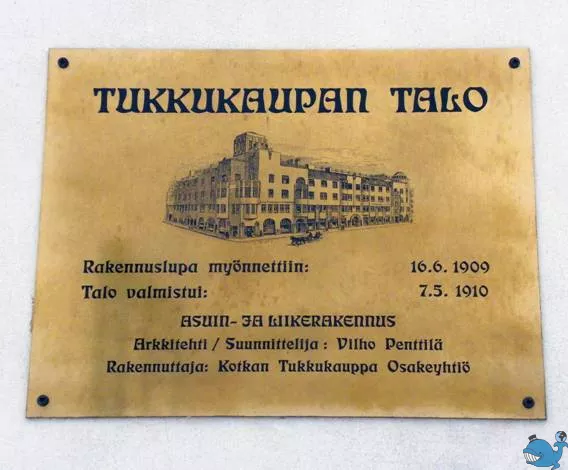 TUKKUKAUPAN TALO
Rakennuslupa myönnettiin: 16.6.1909
Talo valmistui: 7.5.1910
ASUIN- JA LIIKERAKENNUS
Arkkitehti / Suunnittelija: Vilho Penttilä
Rakennuttaja: Kotkan Tukkukauppa Osakeyhtiö